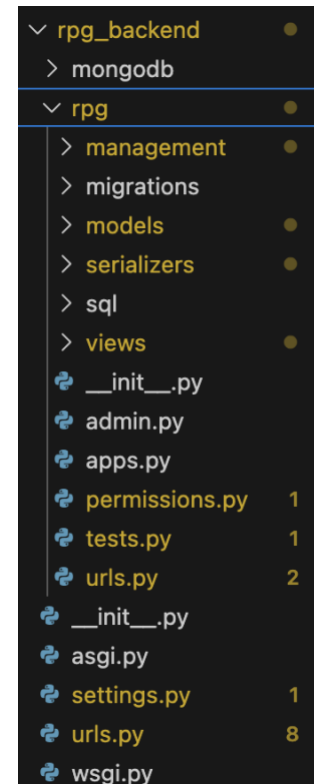 rpg_backend
mongodb
rpg
management
migrations
models
serializers
sql
views
__init__.py
admin.py
apps.py
permissions.py 1
tests.py 1
urls.py 2
__init__.py
asgi.py
settings.py 1
urls.py 8
wsgi.py